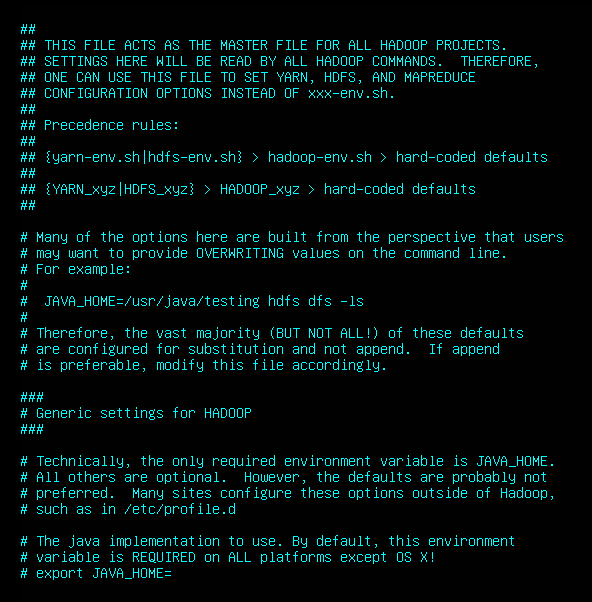 ##
## THIS FILE ACTS AS THE MASTER FILE FOR ALL HADOOP PROJECTS.
## SETTINGS HERE WILL BE READ BY ALL HADOOP COMMANDS.  THEREFORE,
## ONE CAN USE THIS FILE TO SET YARN, HDFS, AND MAPREDUCE
## CONFIGURATION OPTIONS INSTEAD OF xxx-env.sh.
##
## Precedence rules:
##
## {yarn-env.sh|hdfs-env.sh} > hadoop-env.sh > hard-coded defaults
##
## {YARN_xyz|HDFS_xyz} > HADOOP_xyz > hard-coded defaults
##
# Many of the options here are built from the perspective that users
# may want to provide OVERWRITING values on the command line.
# For example:
#
#  JAVA_HOME=/usr/java/testing hdfs dfs -ls
#
# Therefore, the vast majority (BUT NOT ALL!) of these defaults
# are configured for substitution and not append.  If append
# is preferable, modify this file accordingly.
###
# Generic settings for HADOOP
###
# Technically, the only required environment variable is JAVA_HOME.
# All others are optional.  However, the defaults are probably not
# preferred.  Many sites configure these options outside of Hadoop,
# such as in /etc/profile.d
# The java implementation to use. By default, this environment
# variable is REQUIRED on ALL platforms except OS X!
# export JAVA_HOME=